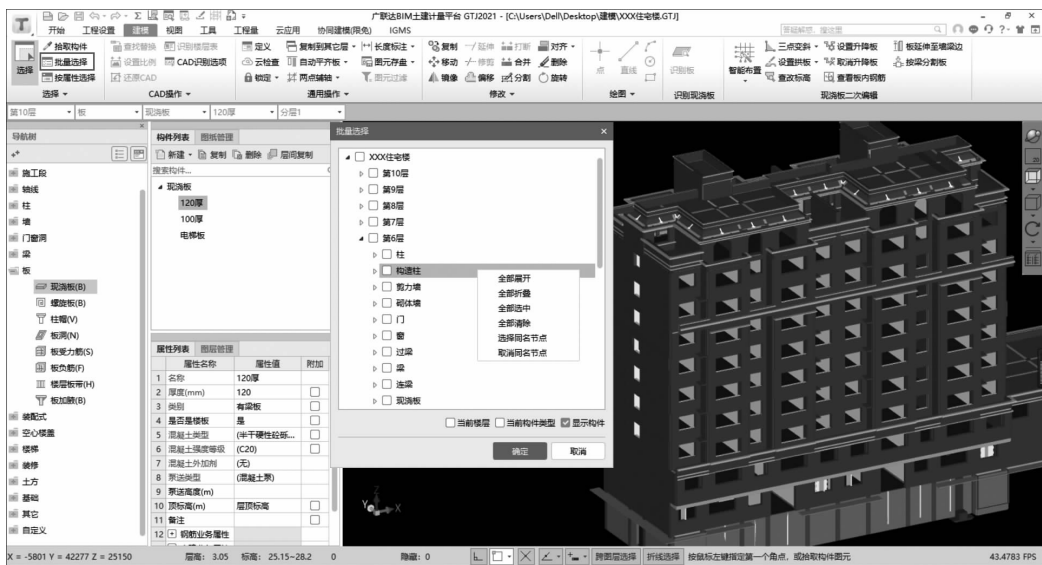 广联达BIM土建计量平台 GTJ2021 - [C:\Users\Dell\Desktop\建模\XXX住宅楼.GTJ]
开始 工程设置 建模 视图 工具 工程量 云应用 协同建模(限免) IGMS
选择
拾取构件
批量选择
按属性选择
选择
查找替换 识别楼层表
设置比例 CAD识别选项
还原CAD
CAD操作
定义 复制到其它层 长度标注
云检查 自动平齐板 图元存盘
锁定 两点辅轴 图元过滤
通用操作
复制 延伸 打断 对齐
移动 修剪 合并 删除
镜像 偏移 分割 旋转
修改
点 直线
绘图
识别板
识别现浇板
智能布置
三点变斜 设置升降板 板延伸至墙梁边
设置拱板 取消升降板 按梁分割板
查改标高 查看板内钢筋
现浇板二次编辑
第10层 板 现浇板 120厚 分层1
导航树
施工段
轴线
柱
墙
门窗洞
梁
板
现浇板(B)
螺旋板(B)
柱帽(V)
板洞(N)
板受力筋(S)
板负筋(F)
楼层板带(H)
板加腋(B)
装配式
空心楼盖
楼梯
装修
土方
基础
其它
自定义
构件列表 图纸管理
新建 复制 删除 层间复制
搜索构件...
现浇板
120厚
100厚
电梯板
属性列表 图层管理
属性名称 属性值 附加
1 名称 120厚
2 厚度(mm) 120
3 类别 有梁板
4 是否是楼板 是
5 混凝土类型 (半干硬性砼砾...
6 混凝土强度等级 (C20)
7 混凝土外加剂 (无)
8 泵送类型 (混凝土泵)
9 泵送高度(m)
10 顶标高(m) 层顶标高
11 备注
12 钢筋业务属性
批量选择
XXX住宅楼
第10层
第9层
第8层
第7层
第6层
柱
构造柱
剪力墙
砌体墙
门
窗
过梁
梁
连梁
现浇板
全部展开
全部折叠
全部选中
全部清除
选择同名节点
取消同名节点
当前楼层 当前构件类型 显示构件
确定 取消
Z
Y X
X = -5801 Y = 42277 Z = 25150 层高: 3.05 标高: 25.15~28.2 0 隐藏: 0 跨图层选择 折线选择 按鼠标左键指定第一个角点，或拾取构件图元 43.4783 FPS